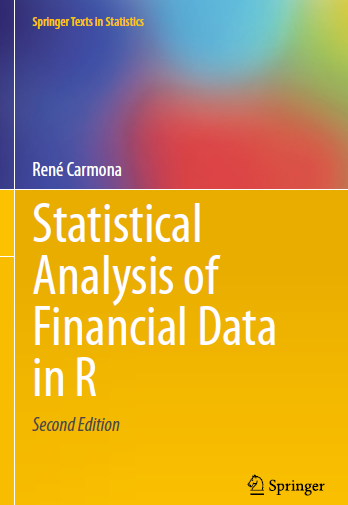 Springer Texts in Statistics
René Carmona
Statistical
Analysis of
Financial Data
in R
Second Edition
Springer